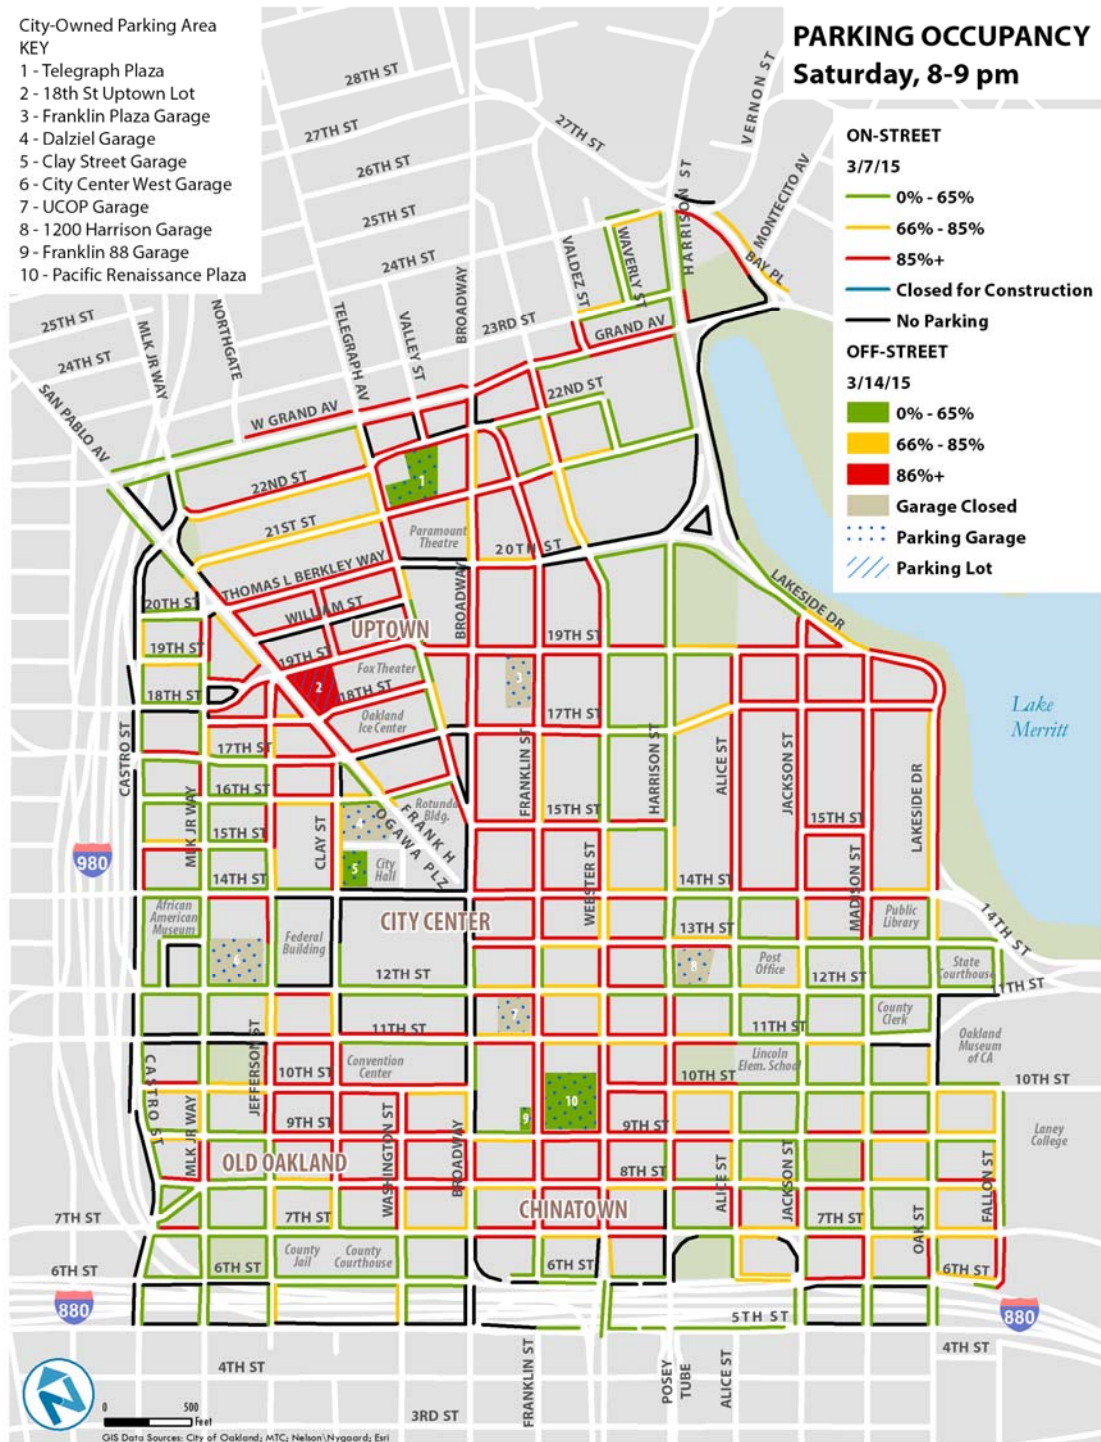 City-Owned Parking Area
KEY
1 - Telegraph Plaza
2 - 18th St Uptown Lot
3 - Franklin Plaza Garage
4 - Dalziel Garage
5 - Clay Street Garage
6 - City Center West Garage
7 - UCOP Garage
8 - 1200 Harrison Garage
9 - Franklin 88 Garage
10 - Pacific Renaissance Plaza
PARKING OCCUPANCY
Saturday, 8-9 pm
ON-STREET
3/7/15
0% - 65%
66% - 85%
85%+
Closed for Construction
No Parking
OFF-STREET
3/14/15
0% - 65%
66% - 85%
86%+
Garage Closed
Parking Garage
Parking Lot
28TH ST
27TH ST
27TH ST
VERNON ST
26TH ST
25TH ST
24TH ST
HARRISON ST
MONTECITO AV
BAY PL
WAVERLY ST
VALDEZ ST
BROADWAY
23RD ST
GRAND AV
TELEGRAPH AV
VALLEY ST
NORTHGATE
MLK JR WAY
25TH ST
24TH ST
SAN PABLO AV
W GRAND AV
22ND ST
22ND ST
1
21ST ST
Paramount
Theatre
20TH ST
THOMAS L BERKLEY WAY
WILLIAM ST
UPTOWN
BROADWAY
LAKESIDE DR
20TH ST
19TH ST
19TH ST
19TH ST
18TH ST
2
18TH ST
Fox Theater
3
Oakland
Ice Center
17TH ST
17TH ST
Lake
Merritt
CASTRO ST
FRANKLIN ST
HARRISON ST
ALICE ST
JACKSON ST
LAKESIDE DR
16TH ST
MLK JR WAY
15TH ST
15TH ST
15TH ST
CLAY ST
4
Rotunda
Bldg.
FRANK H
OGAWA PLZ
5
City
Hall
980
14TH ST
14TH ST
WEBSTER ST
MADISON ST
14TH ST
African
American
Museum
CITY CENTER
13TH ST
Public
Library
Federal
Building
6
12TH ST
8
Post
Office
12TH ST
State
Courthouse
11TH ST
7
11TH ST
11TH ST
County
Clerk
Oakland
Museum
of CA
JEFFERSON ST
Convention
Center
Lincoln
Elem. School
CASTRO ST
10TH ST
10TH ST
10TH ST
MLK JR WAY
9TH ST
WASHINGTON ST
BROADWAY
9
10
9TH ST
Laney
College
OLD OAKLAND
8TH ST
ALICE ST
JACKSON ST
FALLON ST
OAK ST
7TH ST
7TH ST
CHINATOWN
7TH ST
6TH ST
6TH ST
County
Jail
County
Courthouse
6TH ST
6TH ST
880
5TH ST
880
4TH ST
4TH ST
FRANKLIN ST
POSEY
TUBE
ALICE ST
3RD ST
0 500
Feet
GIS Data Sources: City of Oakland; MTC; Nelson\Nygaard; Esri